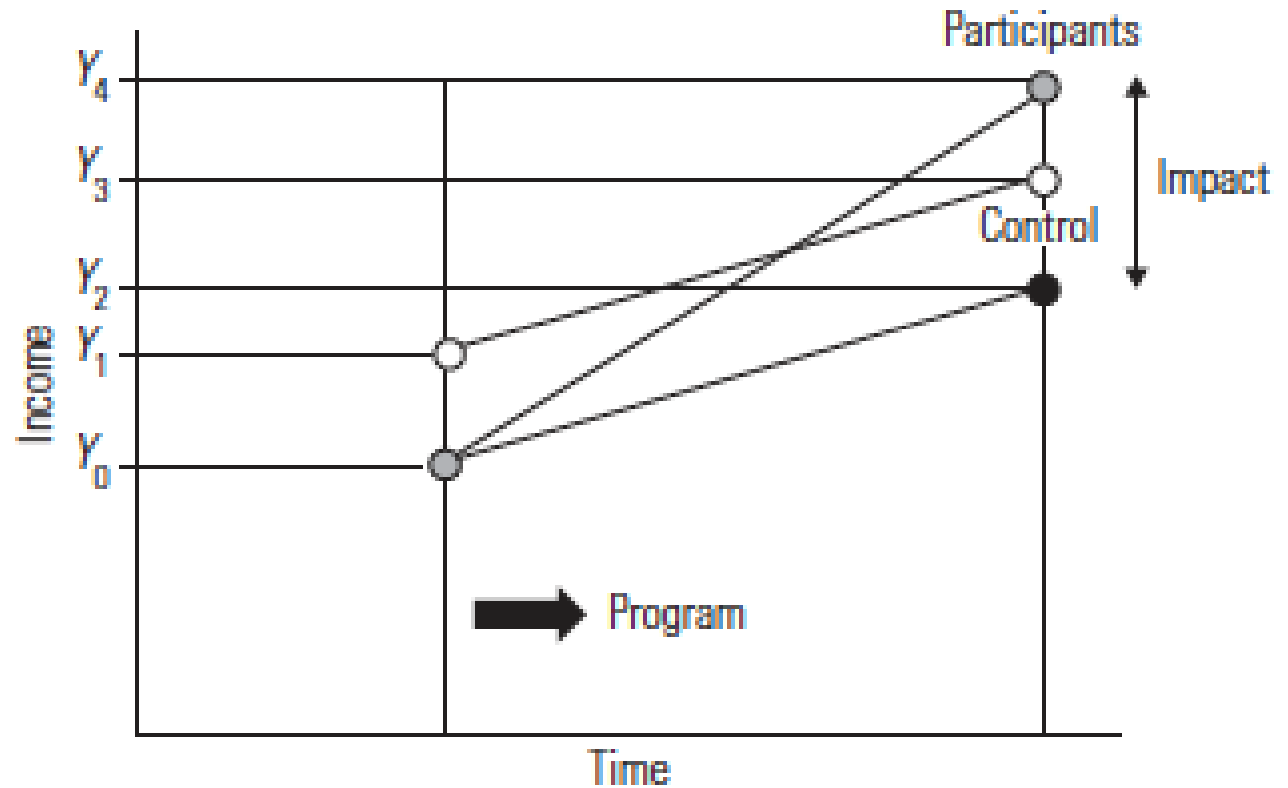 Participants
Y4
Y3
Impact
Control
Y2
Y1
Income
Y0
Program
Time